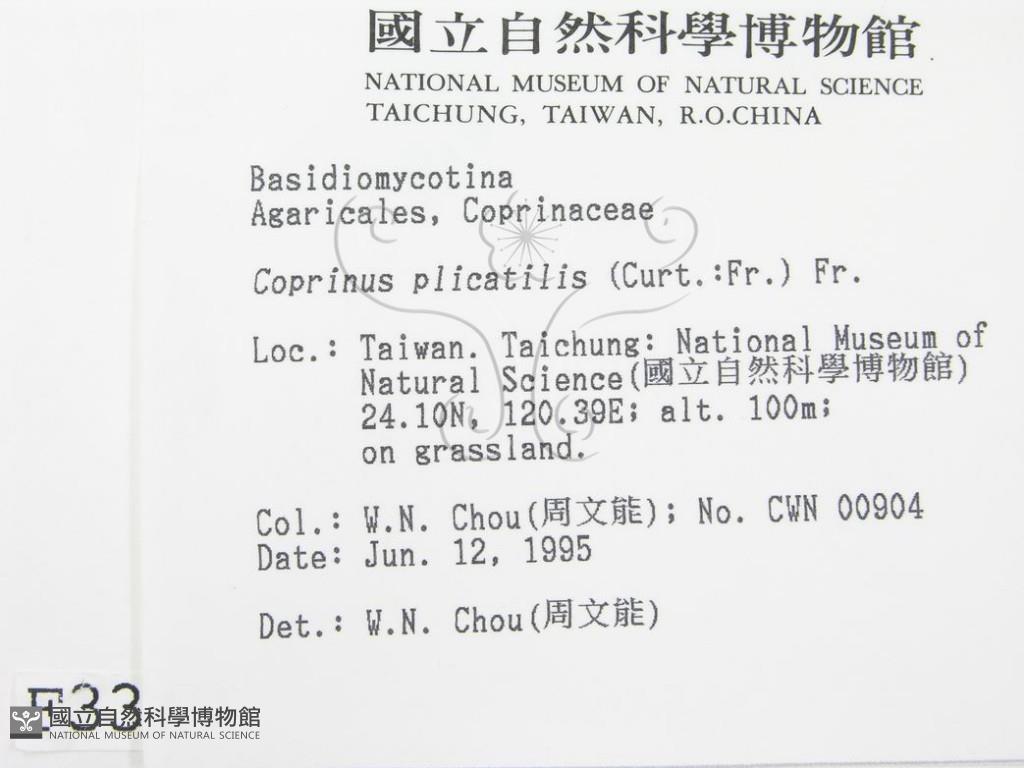 國立自然科學博物館
NATIONAL MUSEUM OF NATURAL SCIENCE
TAICHUNG, TAIWAN, R.O.CHINA
Basidiomycotina
Agaricales, Coprinaceae
Coprinus plicatilis (Curt.:Fr.) Fr.
Loc.: Taiwan. Taichung: National Museum of
Natural Science(國立自然科學博物館)
24.10N, 120.39E; alt. 100m;
on grassland.
Col.: W.N. Chou(周文能); No. CWN 00904
Date: Jun. 12, 1995
Det.: W.N. Chou(周文能)
國立自然科學博物館
NATIONAL MUSEUM OF NATURAL SCIENCE